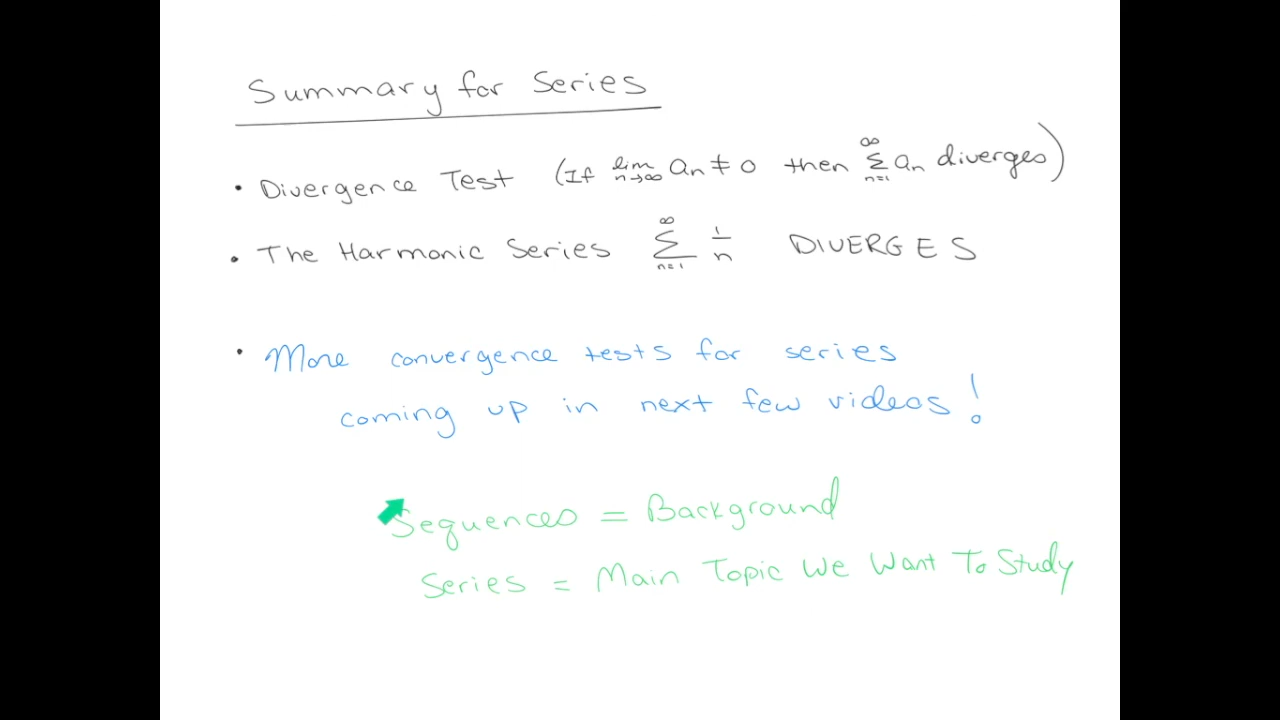 Summary for Series
• Divergence Test (If lim n→∞ an ≠ 0 then ∞ Σ n=1 an diverges)
• The Harmonic Series ∞ Σ n=1 1/n DIVERGES
• More convergence tests for series
coming up in next few videos!
Sequences = Background
Series = Main Topic We Want To Study